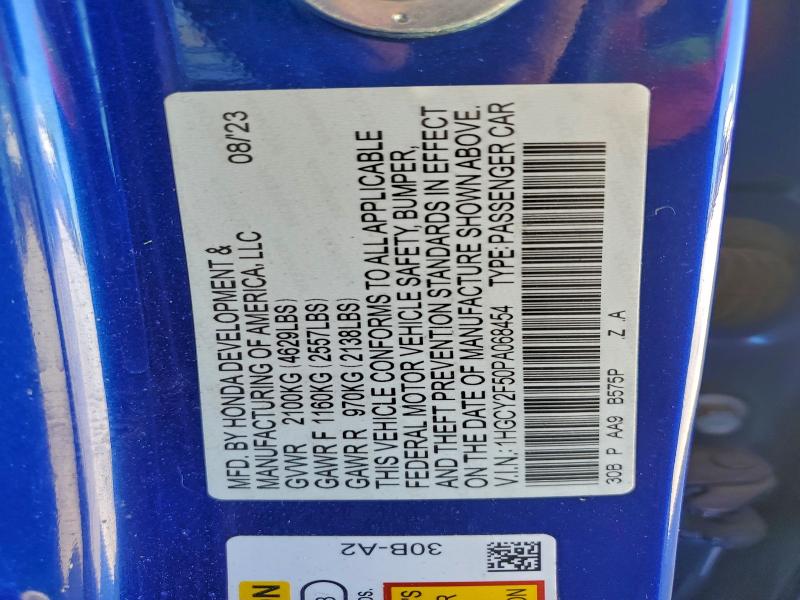 MFD. BY HONDA DEVELOPMENT & 08/'23
MANUFACTURING OF AMERICA, LLC
GVWR 2100KG (4629LBS)
GAWR F 1160KG (2557LBS)
GAWR R 970KG (2138LBS)
THIS VEHICLE CONFORMS TO ALL APPLICABLE
FEDERAL MOTOR VEHICLE SAFETY, BUMPER,
AND THEFT PREVENTION STANDARDS IN EFFECT
ON THE DATE OF MANUFACTURE SHOWN ABOVE.
V.I.N.: 1HGCY2F50PA068454 TYPE: PASSENGER CAR
30B P AA9 B575P .Z .A
30B-A2